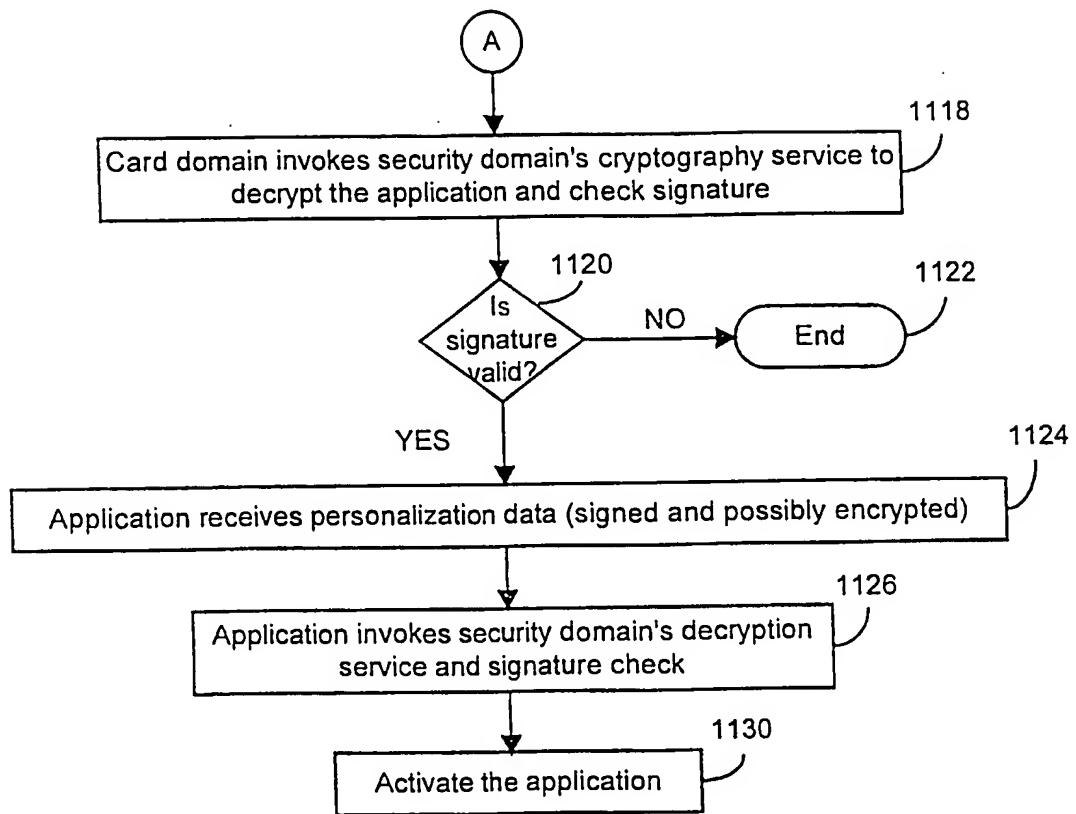 A
1118
Card domain invokes security domain's cryptography service to
decrypt the application and check signature
1120
Is
signature
valid?
NO
1122
End
YES
1124
Application receives personalization data (signed and possibly encrypted)
1126
Application invokes security domain's decryption
service and signature check
1130
Activate the application